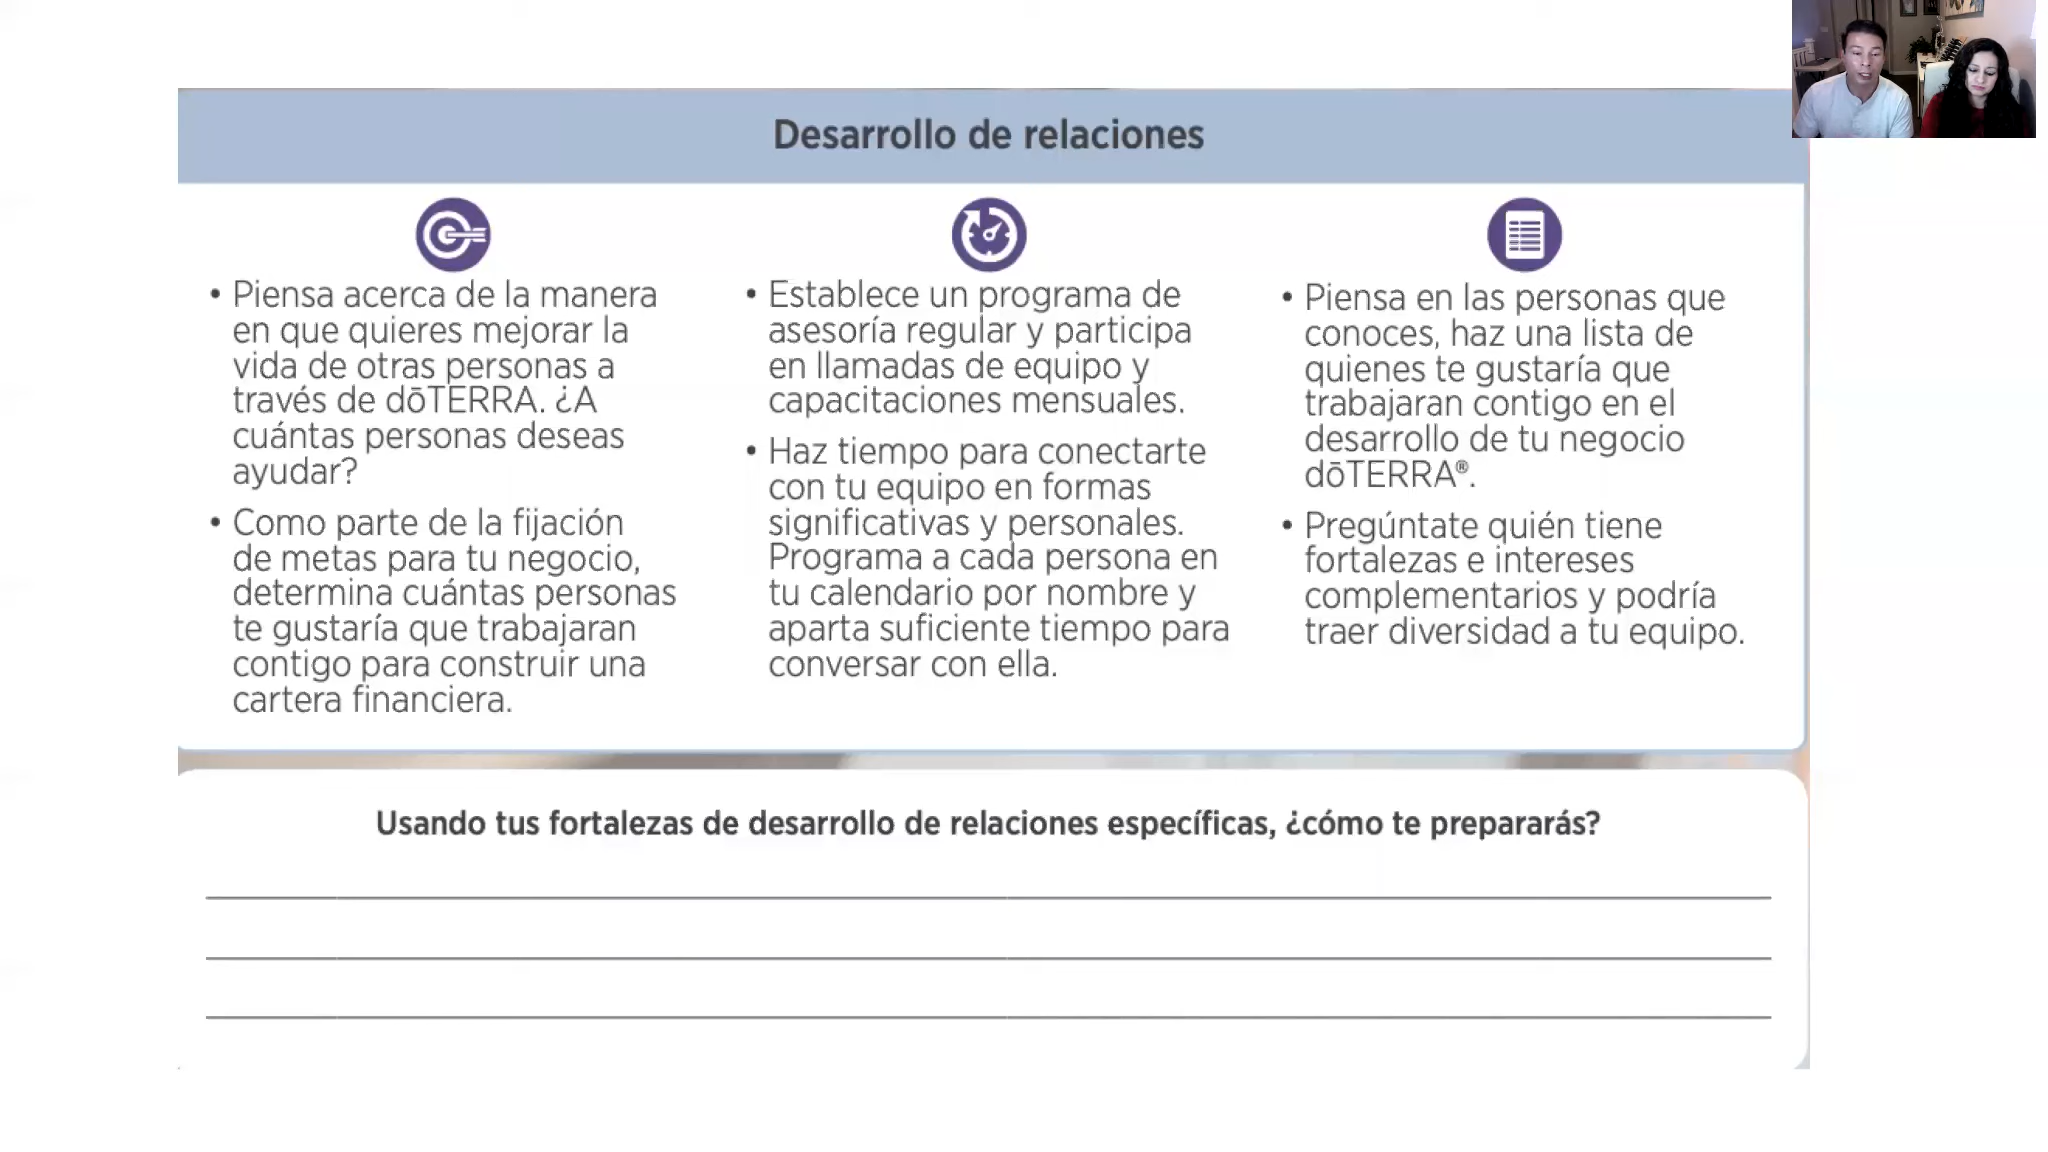 Desarrollo de relaciones
• Piensa acerca de la manera
en que quieres mejorar la
vida de otras personas a
través de dōTERRA. ¿A
cuántas personas deseas
ayudar?
• Como parte de la fijación
de metas para tu negocio,
determina cuántas personas
te gustaría que trabajaran
contigo para construir una
cartera financiera.
• Establece un programa de
asesoría regular y participa
en llamadas de equipo y
capacitaciones mensuales.
• Haz tiempo para conectarte
con tu equipo en formas
significativas y personales.
Programa a cada persona en
tu calendario por nombre y
aparta suficiente tiempo para
conversar con ella.
• Piensa en las personas que
conoces, haz una lista de
quienes te gustaría que
trabajaran contigo en el
desarrollo de tu negocio
dōTERRA®.
• Pregúntate quién tiene
fortalezas e intereses
complementarios y podría
traer diversidad a tu equipo.
Usando tus fortalezas de desarrollo de relaciones específicas, ¿cómo te prepararás?